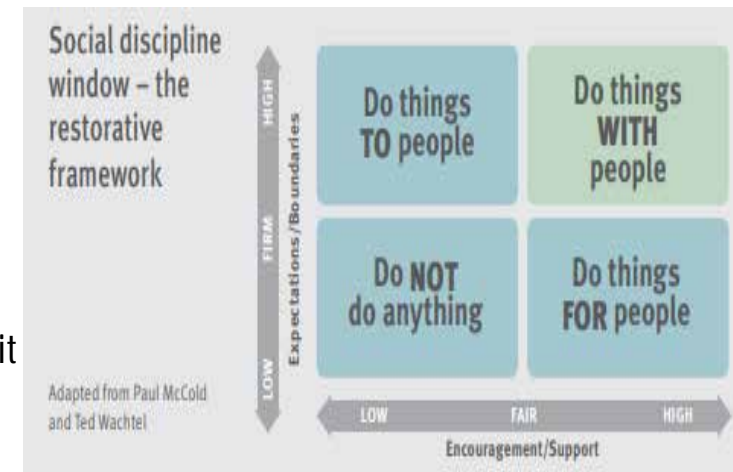 Social discipline
window – the
restorative
framework
Adapted from Paul McCold
and Ted Wachtel
it
HIGH
FIRM
LOW
Expectations/Boundaries
Do things
TO people
Do things
WITH
people
Do NOT
do anything
Do things
FOR people
LOW FAIR HIGH
Encouragement/Support